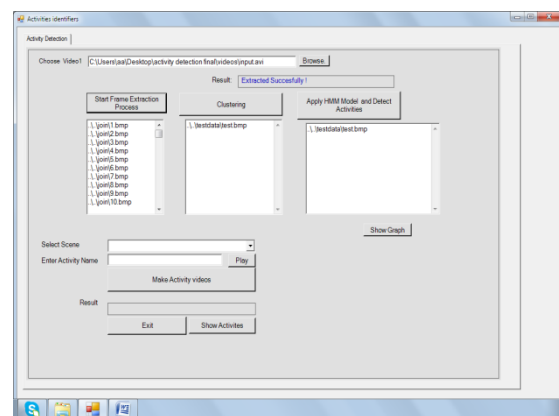 Activities identifiers
Activity Detection
Choose Video1 C:\Users\aa\Desktop\activity detection final\videos\input.avi Browse
Result: Extracted Succesfully !
Start Frame Extraction Process
Clustering
Apply HMM Model and Detect Activities
.\..\join\1.bmp
.\..\join\2.bmp
.\..\join\3.bmp
.\..\join\4.bmp
.\..\join\5.bmp
.\..\join\6.bmp
.\..\join\7.bmp
.\..\join\8.bmp
.\..\join\9.bmp
.\..\join\10.bmp
.\..\testdata\test.bmp
.\..\testdata\test.bmp
Show Graph
Select Scene
Enter Activity Name Play
Make Activity videos
Result
Exit Show Activites